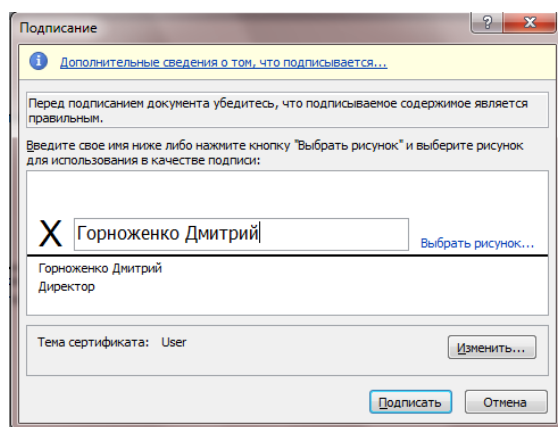 Подписание
Дополнительные сведения о том, что подписывается...
Перед подписанием документа убедитесь, что подписываемое содержимое является
правильным.
Введите свое имя ниже либо нажмите кнопку "Выбрать рисунок" и выберите рисунок
для использования в качестве подписи:
X Горноженко Дмитрий
Выбрать рисунок...
Горноженко Дмитрий
Директор
Тема сертификата: User
Изменить...
Подписать Отмена